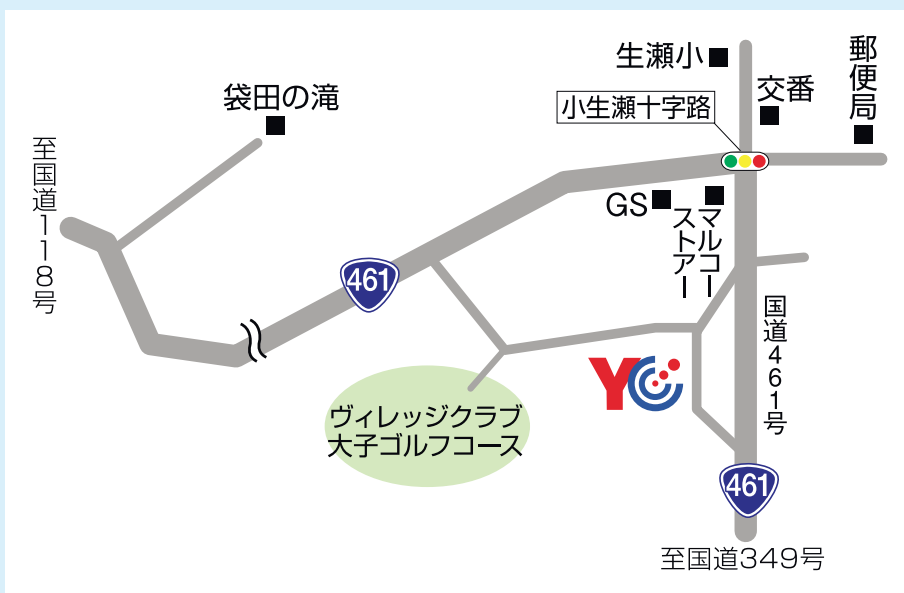 生瀬小
郵便局
交番
袋田の滝
小生瀬十字路
至国道118号
GS
マルコー
ストアー
461
国道461号
YC
ヴィレッジクラブ
大子ゴルフコース
461
至国道349号